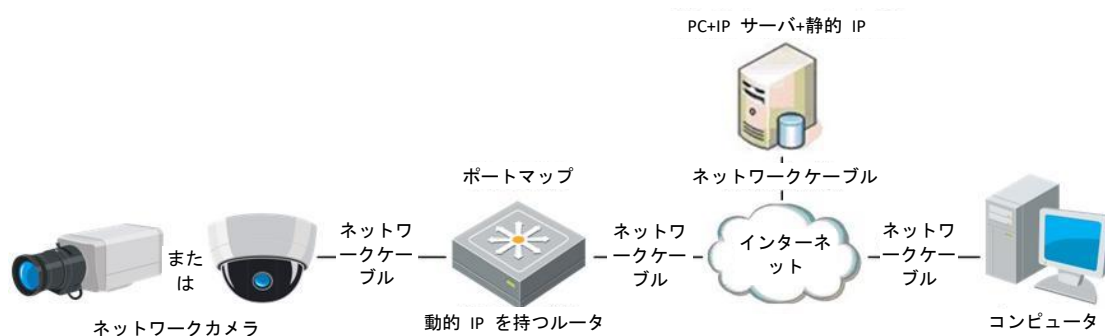 PC+IP サーバ+静的 IP
ポートマップ
ネットワークケーブル
または
ネットワークケーブル
ネットワークケーブル
インターネット
ネットワークケーブル
ネットワークカメラ
動的 IP を持つルータ
コンピュータ